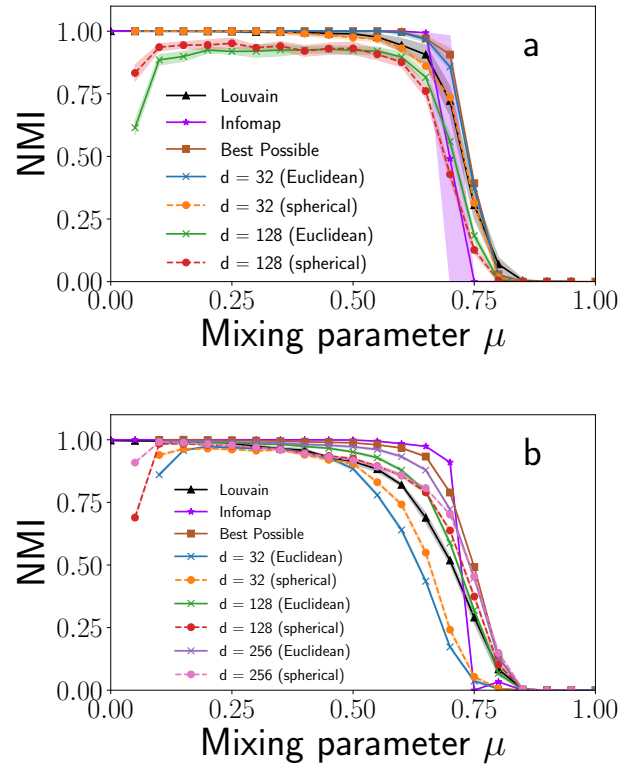 a
1.00
0.75
0.50
0.25
0.00
NMI
Louvain
Infomap
Best Possible
d = 32 (Euclidean)
d = 32 (spherical)
d = 128 (Euclidean)
d = 128 (spherical)
0.00 0.25 0.50 0.75 1.00
Mixing parameter μ
b
1.00
0.75
0.50
0.25
0.00
NMI
Louvain
Infomap
Best Possible
d = 32 (Euclidean)
d = 32 (spherical)
d = 128 (Euclidean)
d = 128 (spherical)
d = 256 (Euclidean)
d = 256 (spherical)
0.00 0.25 0.50 0.75 1.00
Mixing parameter μ